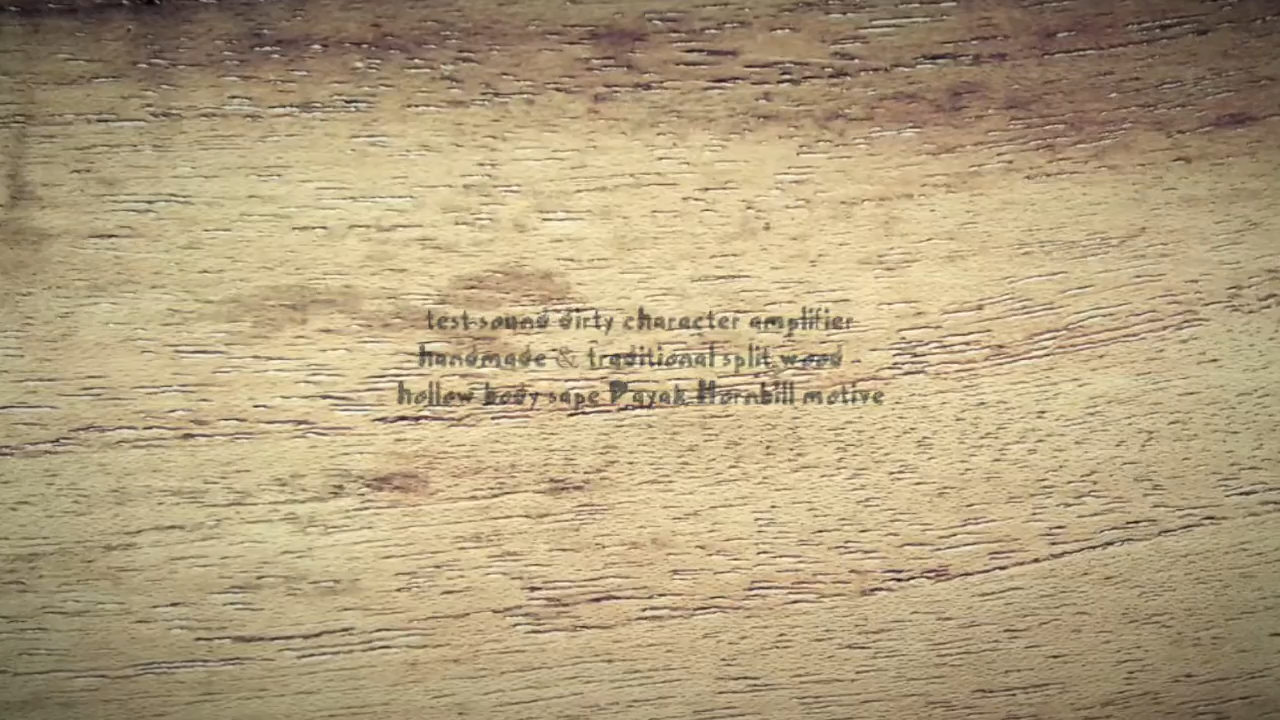 test sound dirty character amplifier
handmade & traditional split wood
hollow body sape Payak Hornbill motive